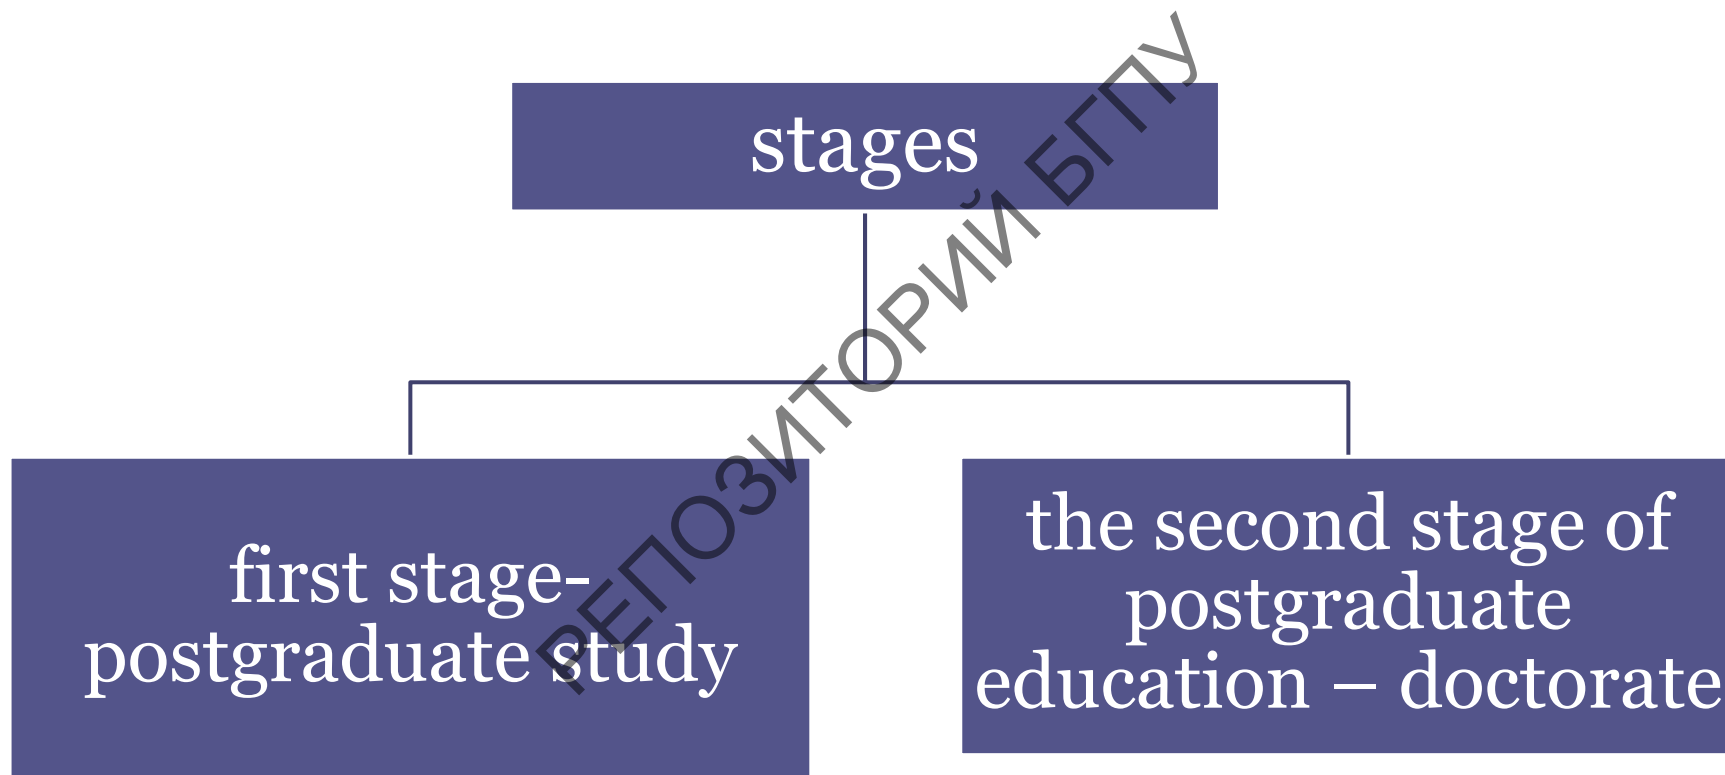 stages
first stage-
postgraduate study
the second stage of
postgraduate
education – doctorate
РЕПОЗИТОРИЙ БГПУ